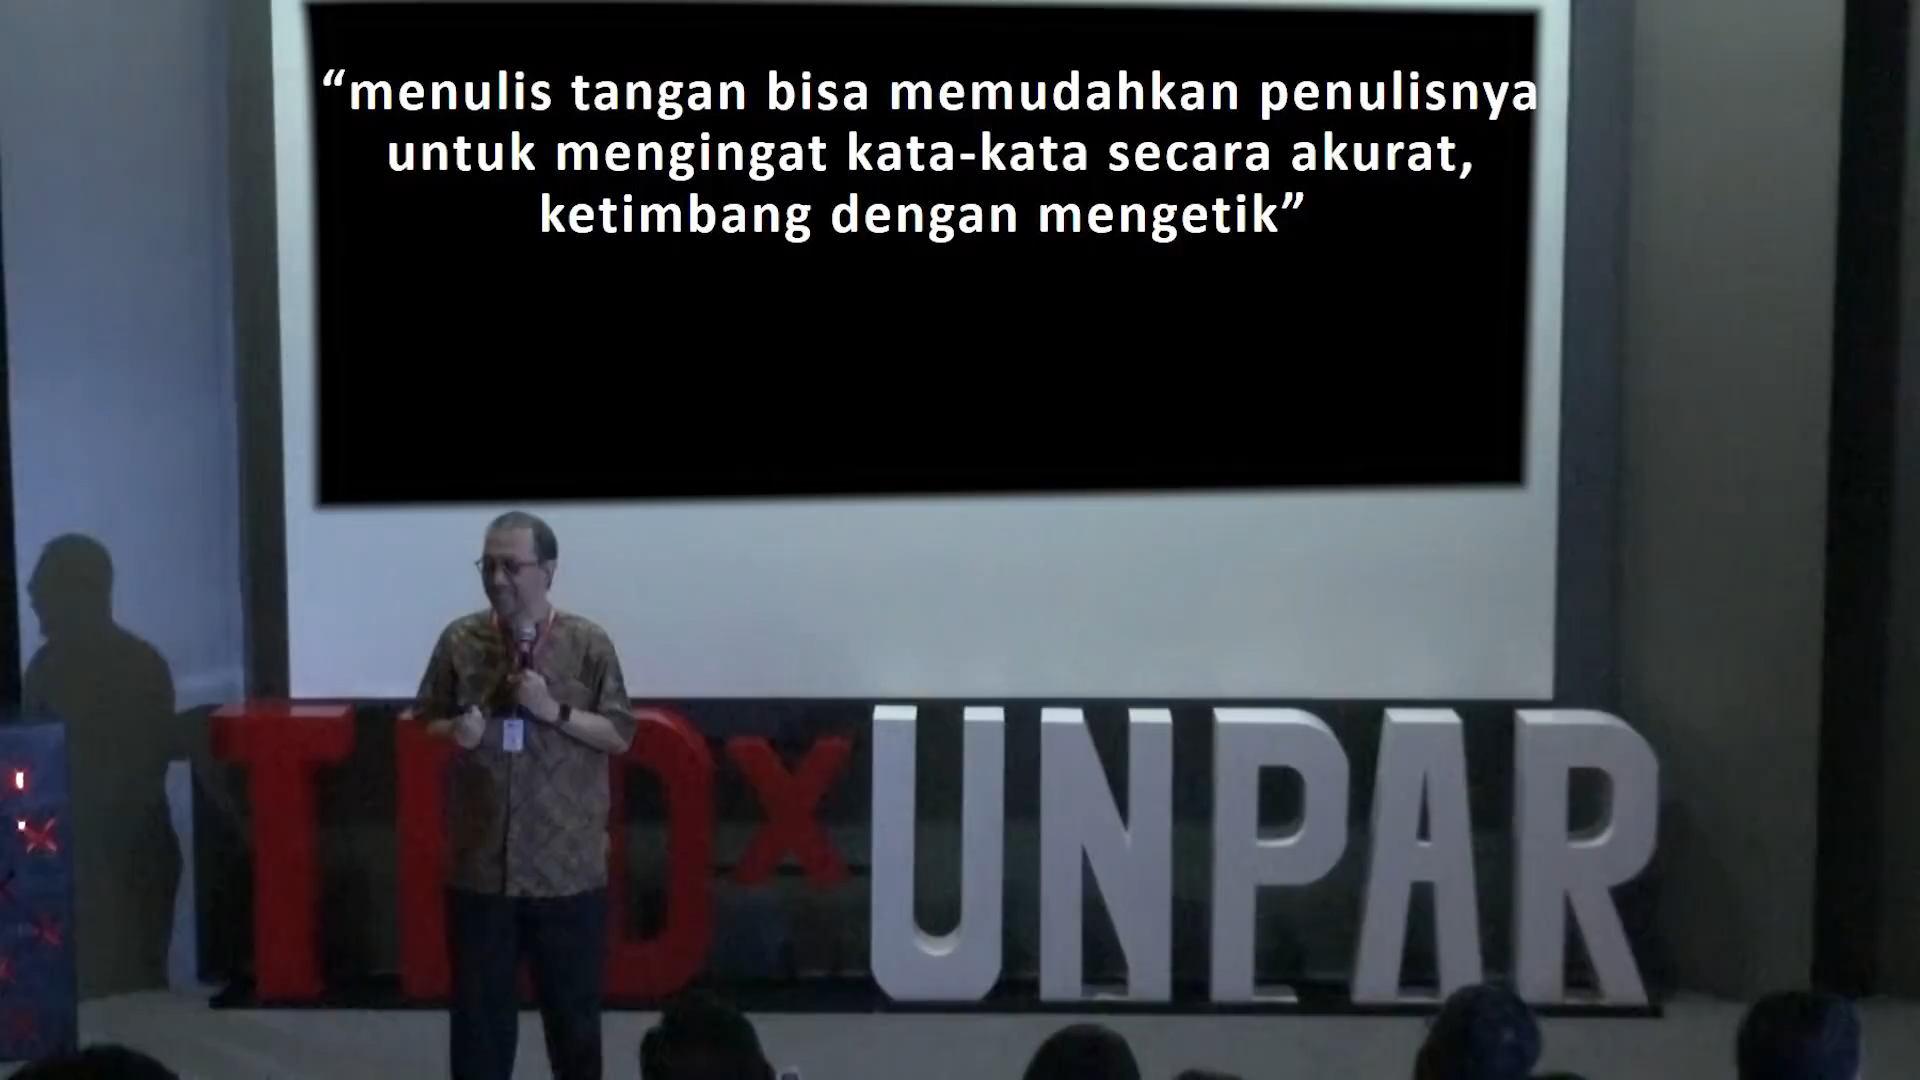 “menulis tangan bisa memudahkan penulisnya
untuk mengingat kata-kata secara akurat,
ketimbang dengan mengetik”
TEDxUNPAR